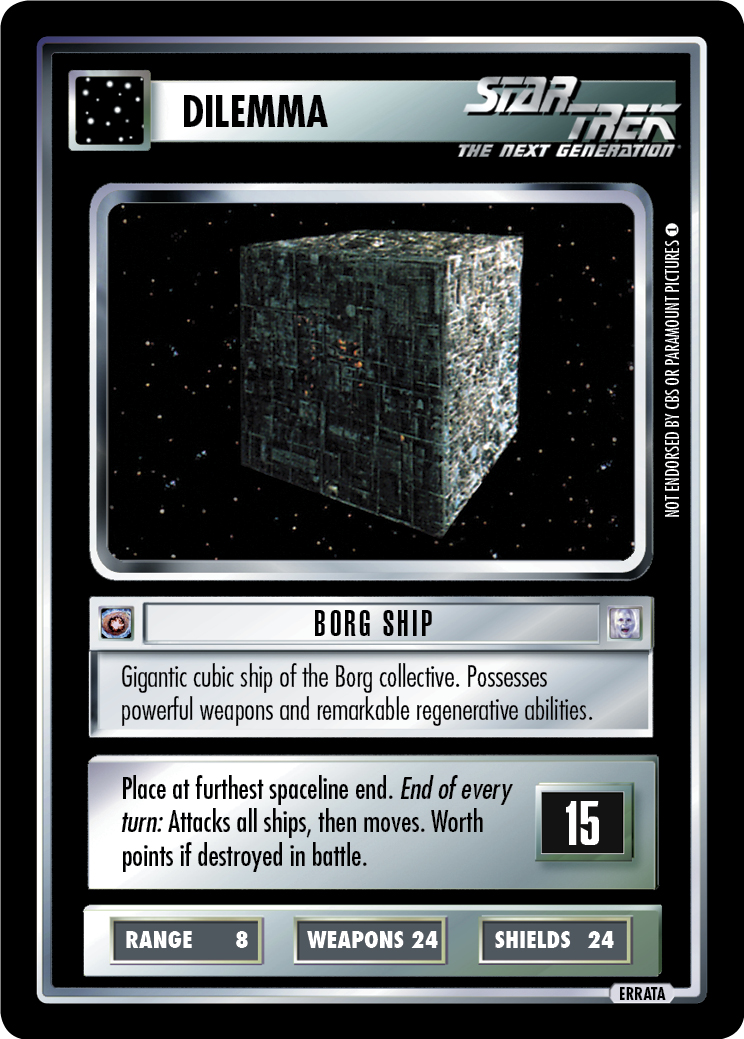 DILEMMA
STAR TREK
THE NEXT GENERATION
NOT ENDORSED BY CBS OR PARAMOUNT PICTURES 1
BORG SHIP
Gigantic cubic ship of the Borg collective. Possesses
powerful weapons and remarkable regenerative abilities.
Place at furthest spaceline end. End of every
turn: Attacks all ships, then moves. Worth
points if destroyed in battle.
15
RANGE 8
WEAPONS 24
SHIELDS 24
ERRATA